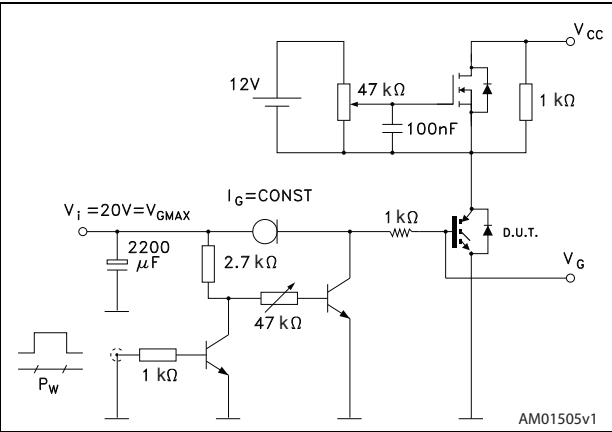 V CC
12V
47 kΩ
1 kΩ
100nF
I G =CONST
V i =20V=V GMAX
1 kΩ
D.U.T.
2200
μF
2.7 kΩ
V G
47 kΩ
1 kΩ
P W
AM01505v1